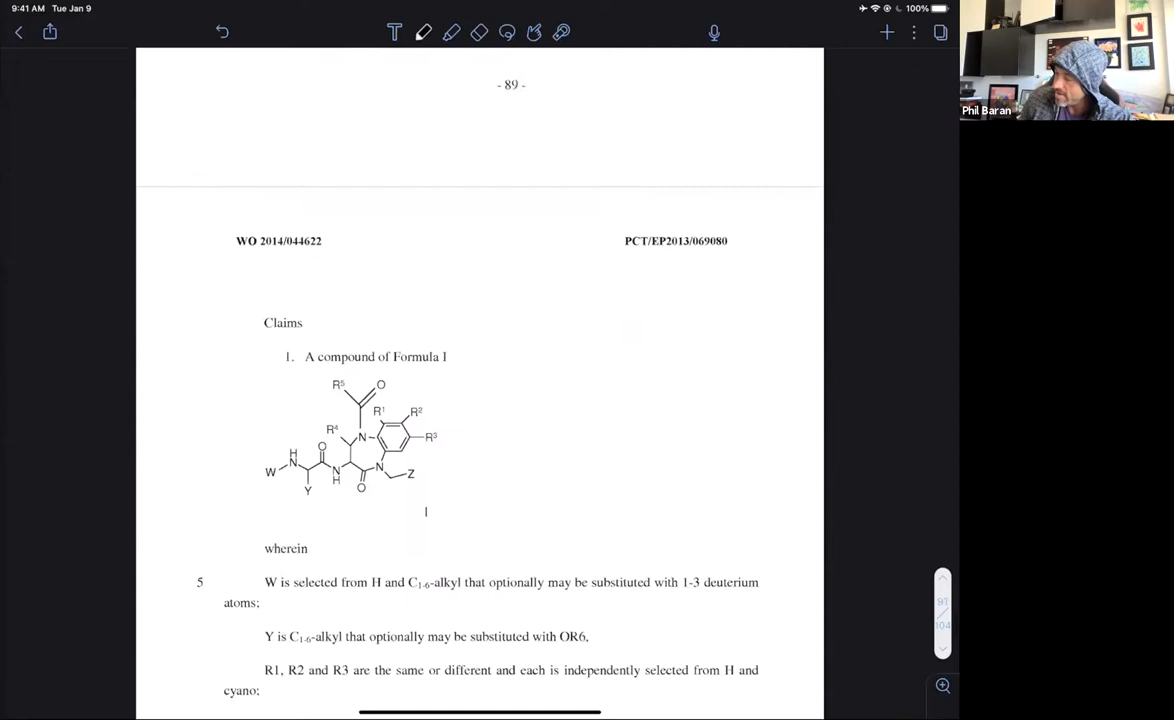 9:41 AM Tue Jan 9
100%
- 89 -
Phil Baran
WO 2014/044622
PCT/EP2013/069080
Claims
1. A compound of Formula I
R5 O
R1 R2
R4 N R3
H O
W N N N Z
H
Y O
I
wherein
5 W is selected from H and C1-6-alkyl that optionally may be substituted with 1-3 deuterium
atoms;
Y is C1-6-alkyl that optionally may be substituted with OR6,
R1, R2 and R3 are the same or different and each is independently selected from H and
cyano;
91
104